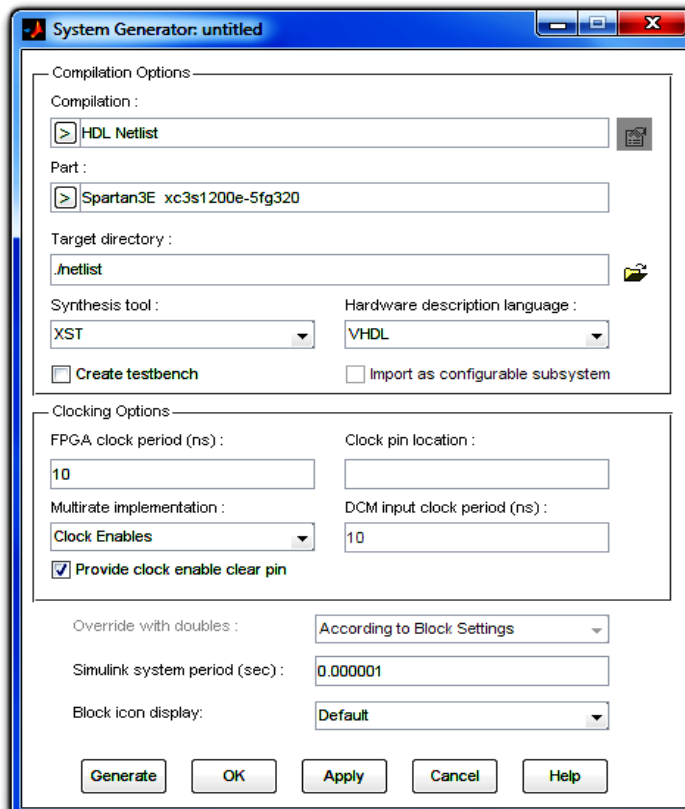 System Generator: untitled
Compilation Options
Compilation :
> HDL Netlist
Part :
> Spartan3E xc3s1200e-5fg320
Target directory :
./netlist
Synthesis tool : Hardware description language :
XST VHDL
Create testbench Import as configurable subsystem
Clocking Options
FPGA clock period (ns) : Clock pin location :
10
Multirate implementation : DCM input clock period (ns) :
Clock Enables 10
Provide clock enable clear pin
Override with doubles : According to Block Settings
Simulink system period (sec) : 0.000001
Block icon display: Default
Generate OK Apply Cancel Help